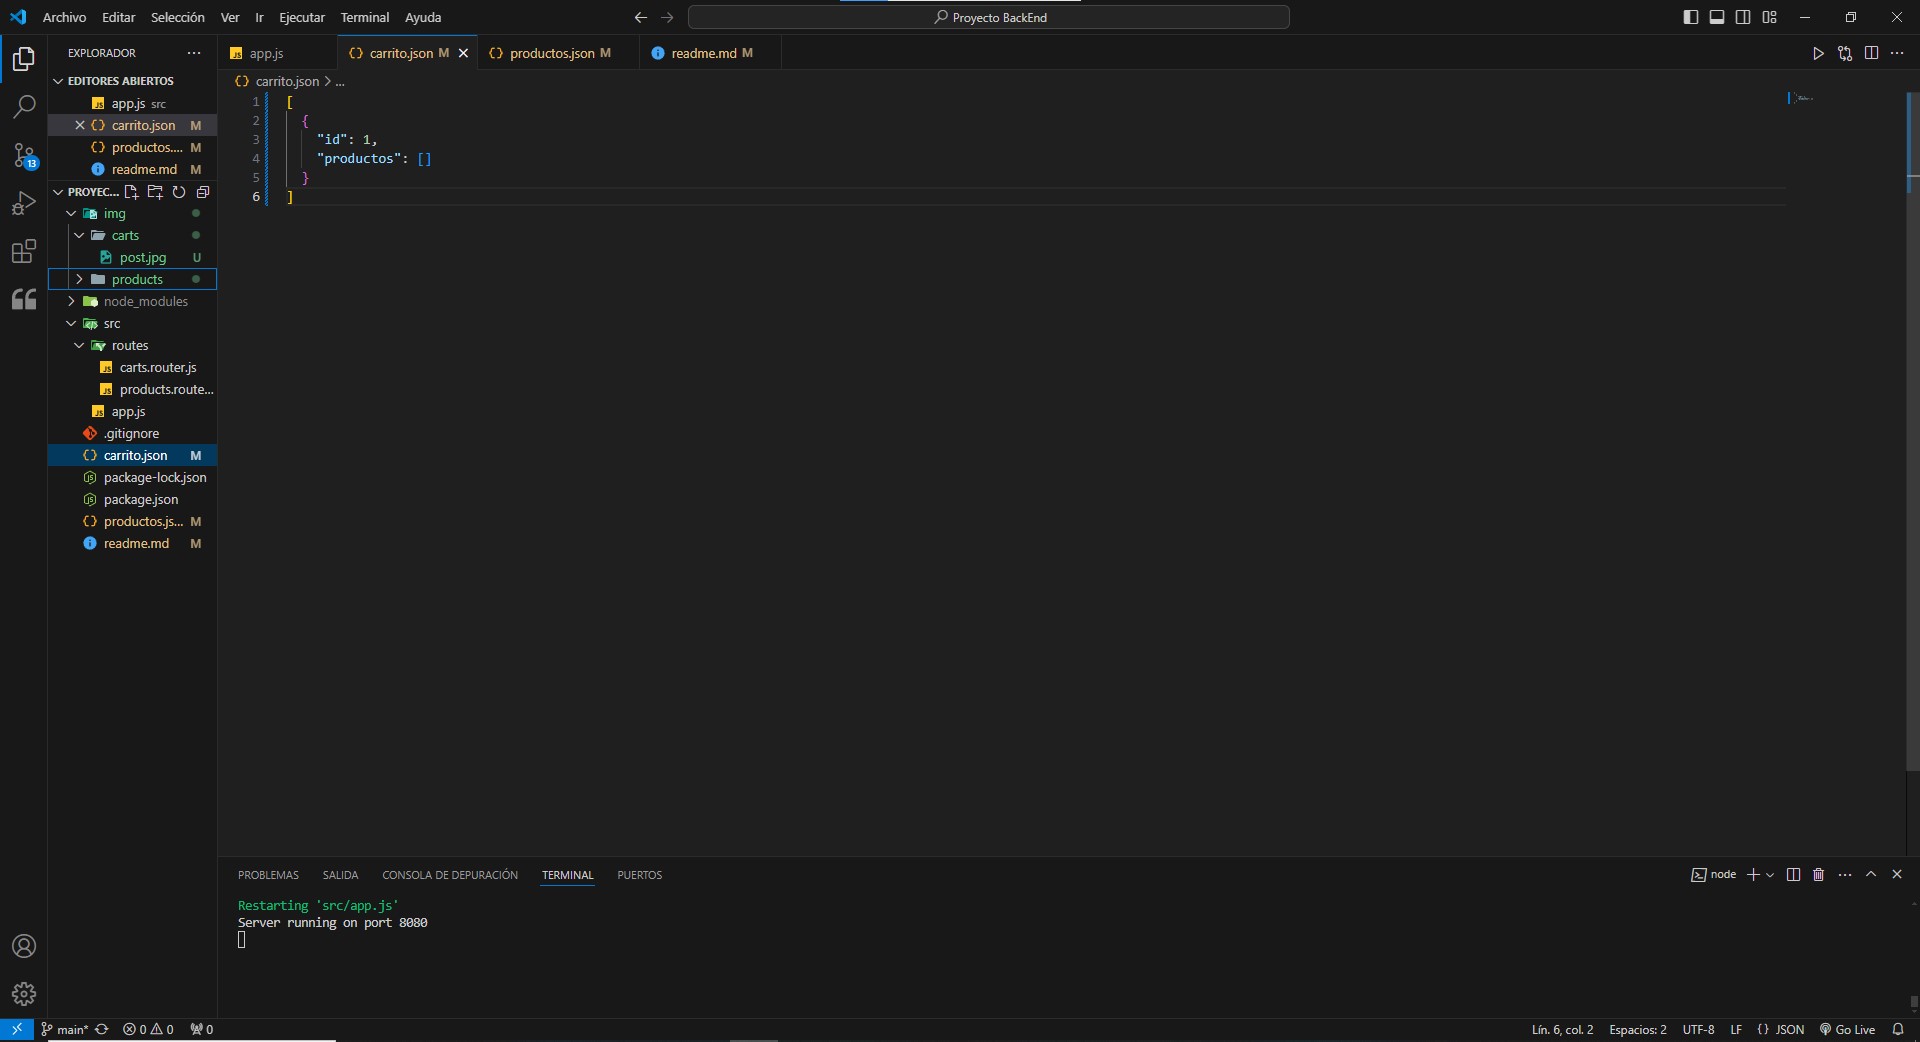 Archivo Editar Selección Ver Ir Ejecutar Terminal Ayuda
Proyecto BackEnd
EXPLORADOR
EDITORES ABIERTOS
app.js src
carrito.json M
productos.... M
readme.md M
13
PROYEC...
img
carts
post.jpg U
products
node_modules
src
routes
carts.router.js
products.route...
app.js
.gitignore
carrito.json M
package-lock.json
package.json
productos.js... M
readme.md M
app.js
carrito.json M
productos.json M
readme.md M
carrito.json > ...
1 [
2 {
3 "id": 1,
4 "productos": []
5 }
6 ]
PROBLEMAS SALIDA CONSOLA DE DEPURACIÓN TERMINAL PUERTOS
node
Restarting 'src/app.js'
Server running on port 8080
main* 0 0 0
Lín. 6, col. 2 Espacios: 2 UTF-8 LF {} JSON Go Live